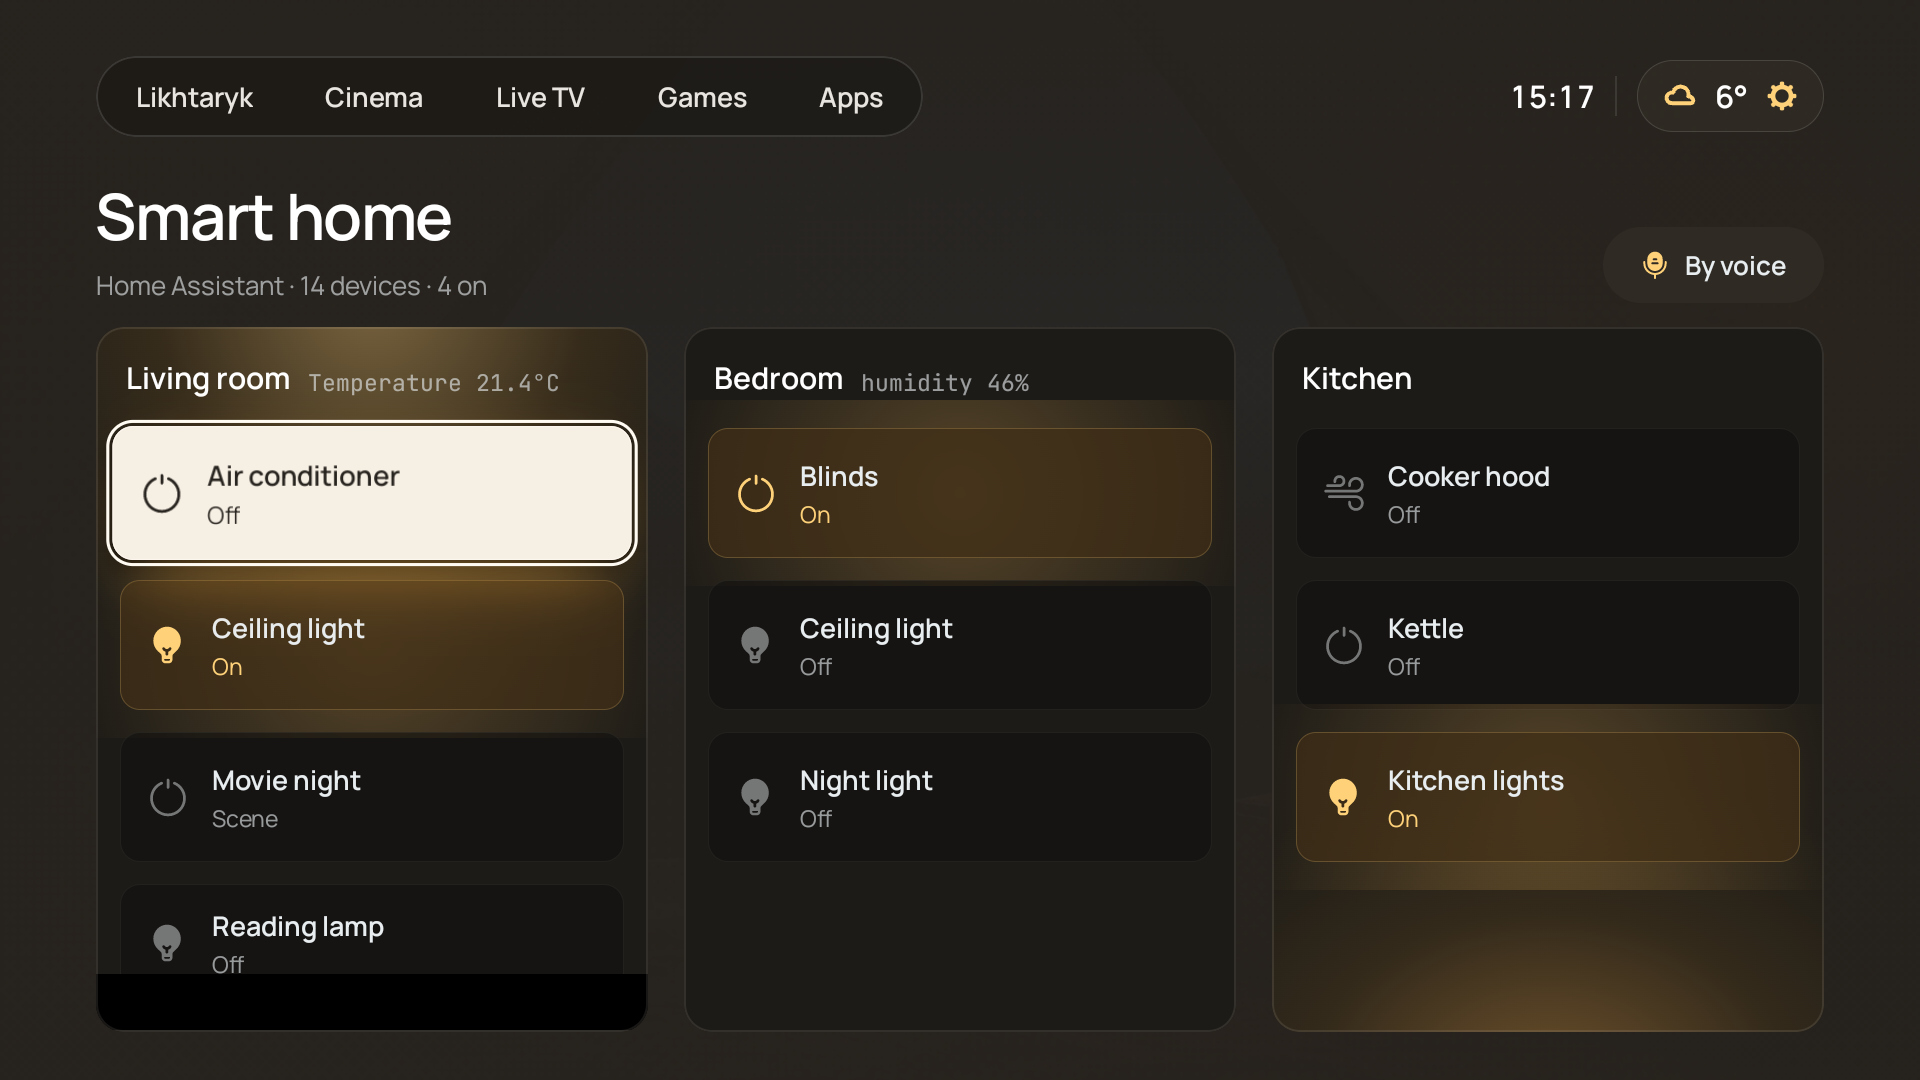 Likhtaryk Cinema Live TV Games Apps
15:17 6°
Smart home
Home Assistant · 14 devices · 4 on
By voice
Living room Temperature 21.4°C
Air conditioner
Off
Ceiling light
On
Movie night
Scene
Reading lamp
Off
Bedroom humidity 46%
Blinds
On
Ceiling light
Off
Night light
Off
Kitchen
Cooker hood
Off
Kettle
Off
Kitchen lights
On